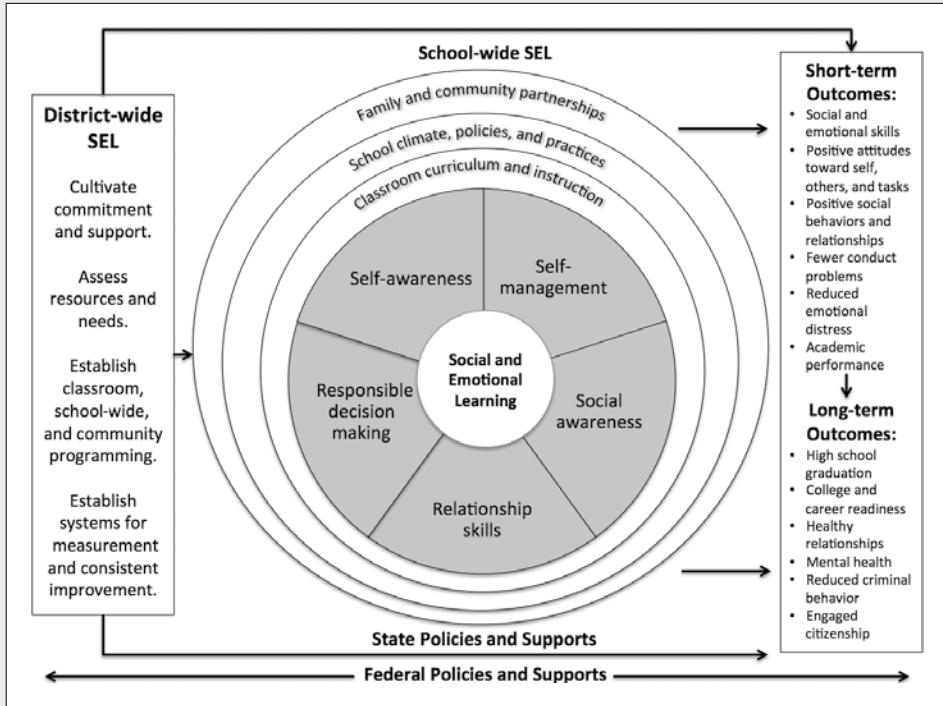 District-wide
SEL
Cultivate
commitment
and support.
Assess
resources and
needs.
Establish
classroom,
school-wide,
and community
programming.
Establish
systems for
measurement
and consistent
improvement.
School-wide SEL
Family and community partnerships
School climate, policies, and practices
Classroom curriculum and instruction
Self-awareness
Self-
management
Social
awareness
Relationship
skills
Responsible
decision
making
Social and
Emotional
Learning
Short-term
Outcomes:
• Social and
emotional skills
• Positive attitudes
toward self,
others, and tasks
• Positive social
behaviors and
relationships
• Fewer conduct
problems
• Reduced
emotional
distress
• Academic
performance
Long-term
Outcomes:
• High school
graduation
• College and
career readiness
• Healthy
relationships
• Mental health
• Reduced criminal
behavior
• Engaged
citizenship
State Policies and Supports
Federal Policies and Supports